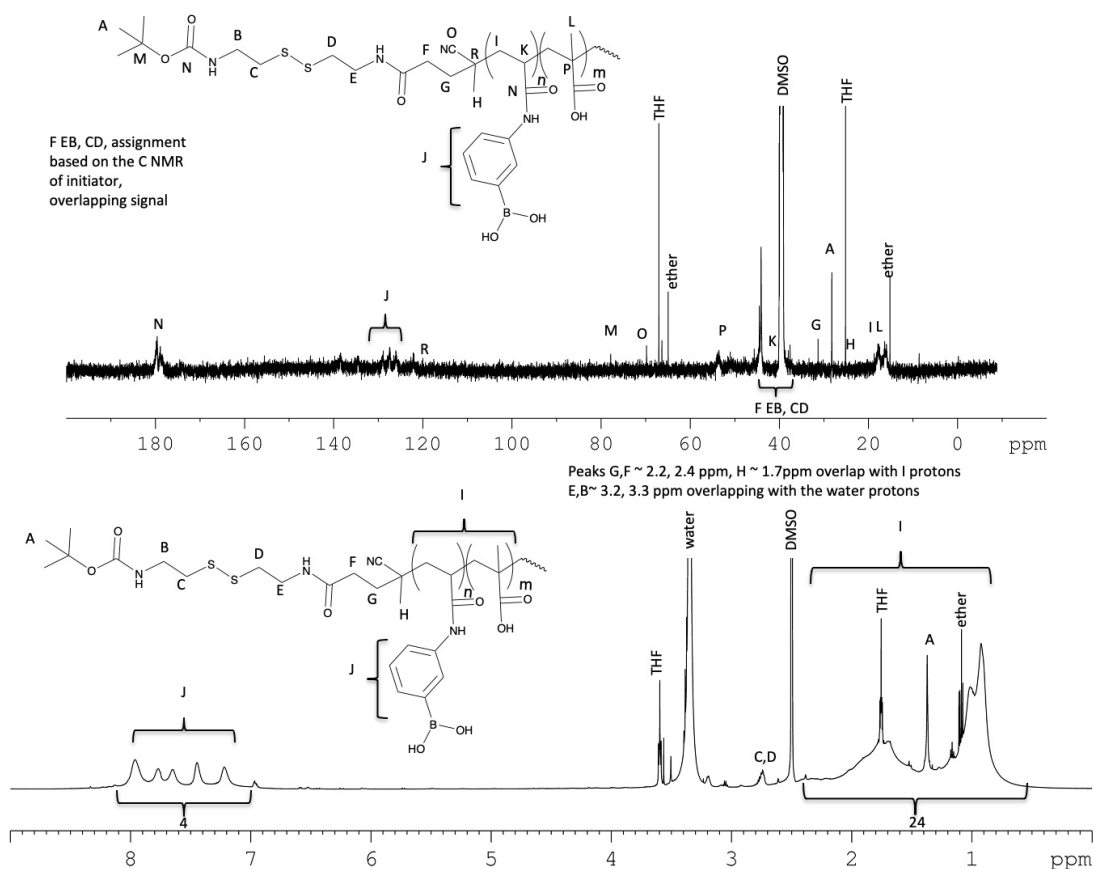 O
NC
L
A
B
D
F
I
R
K
O
O
S
NH
M
O
N
N
H
C
S
E
O
G
H
N
O
n
P
m
O
OH
NH
J
B
OH
HO
F EB, CD, assignment
based on the C NMR
of initiator,
overlapping signal
THF
DMSO
THF
ether
A
ether
N
J
R
M
O
P
K
G
H
I L
F EB, CD
180 160 140 120 100 80 60 40 20 0 ppm
Peaks G,F ~ 2.2, 2.4 ppm, H ~ 1.7ppm overlap with I protons
E,B~ 3.2, 3.3 ppm overlapping with the water protons
I
A
B
D
F
NC
O
O
N
H
C
S
S
E
NH
O
G
H
n
O
m
O
OH
NH
J
B
OH
HO
water
DMSO
I
THF
ether
A
THF
C,D
J
4
24
8 7 6 5 4 3 2 1 ppm